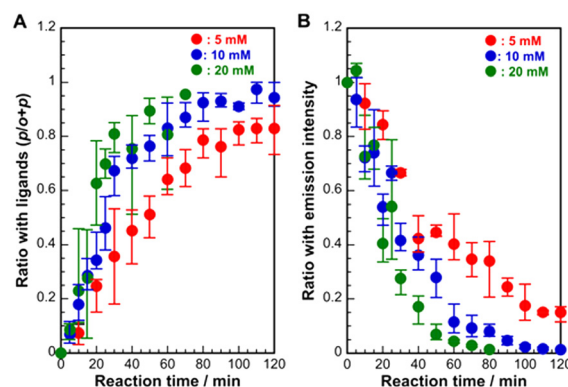 A
1.2
1
0.8
0.6
0.4
0.2
0
Ratio with ligands (p/o+p)
: 5 mM
: 10 mM
: 20 mM
0 20 40 60 80 100 120
Reaction time / min
B
1.2
1
0.8
0.6
0.4
0.2
0
Ratio with emission intensity
: 5 mM
: 10 mM
: 20 mM
0 20 40 60 80 100 120
Reaction time / min